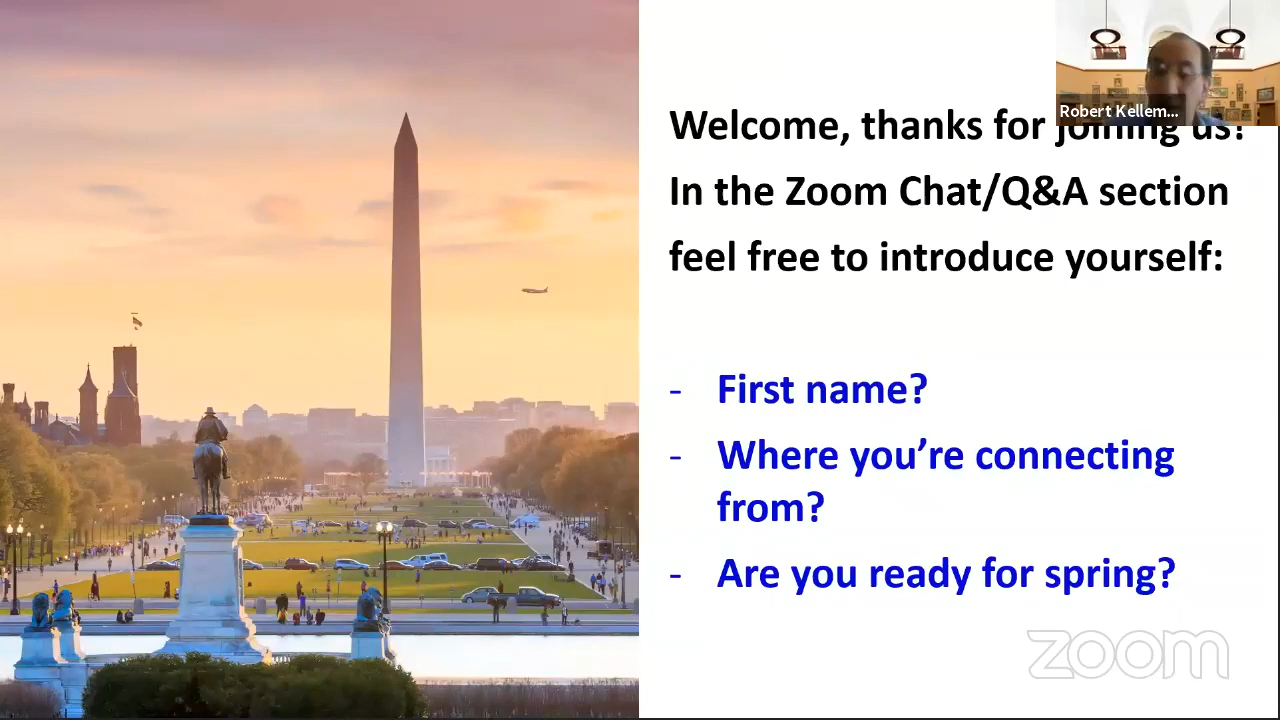 Robert Kellem...
Welcome, thanks for joining us!
In the Zoom Chat/Q&A section
feel free to introduce yourself:
- First name?
- Where you’re connecting
from?
- Are you ready for spring?
zoom